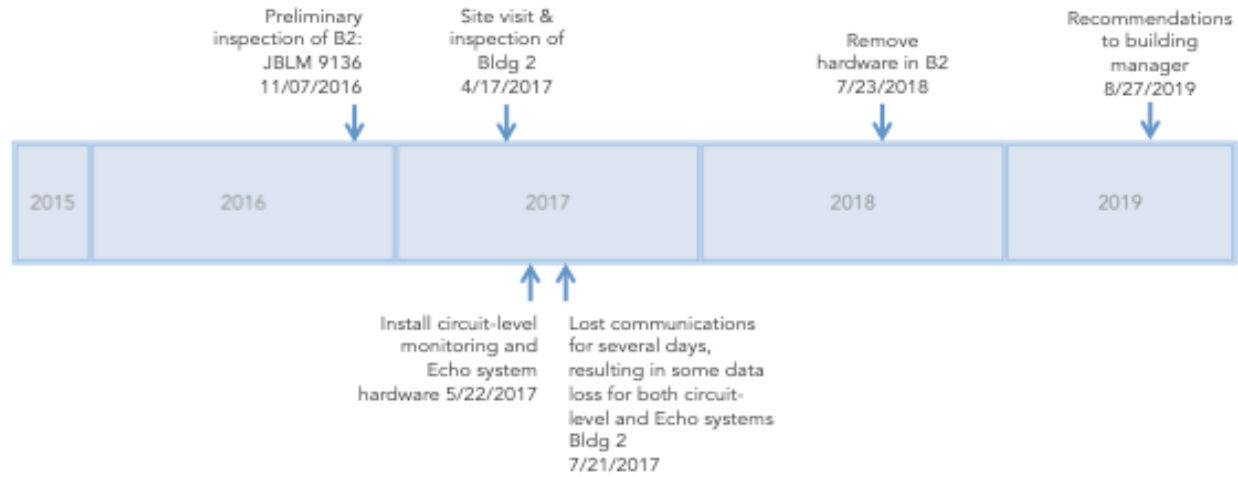 Preliminary
inspection of B2:
JBLM 9136
11/07/2016
Site visit &
inspection of
Bldg 2
4/17/2017
Remove
hardware in B2
7/23/2018
Recommendations
to building
manager
8/27/2019
2015
2016
2017
2018
2019
Install circuit-level
monitoring and
Echo system
hardware 5/22/2017
Lost communications
for several days,
resulting in some data
loss for both circuit-
level and Echo systems
Bldg 2
7/21/2017